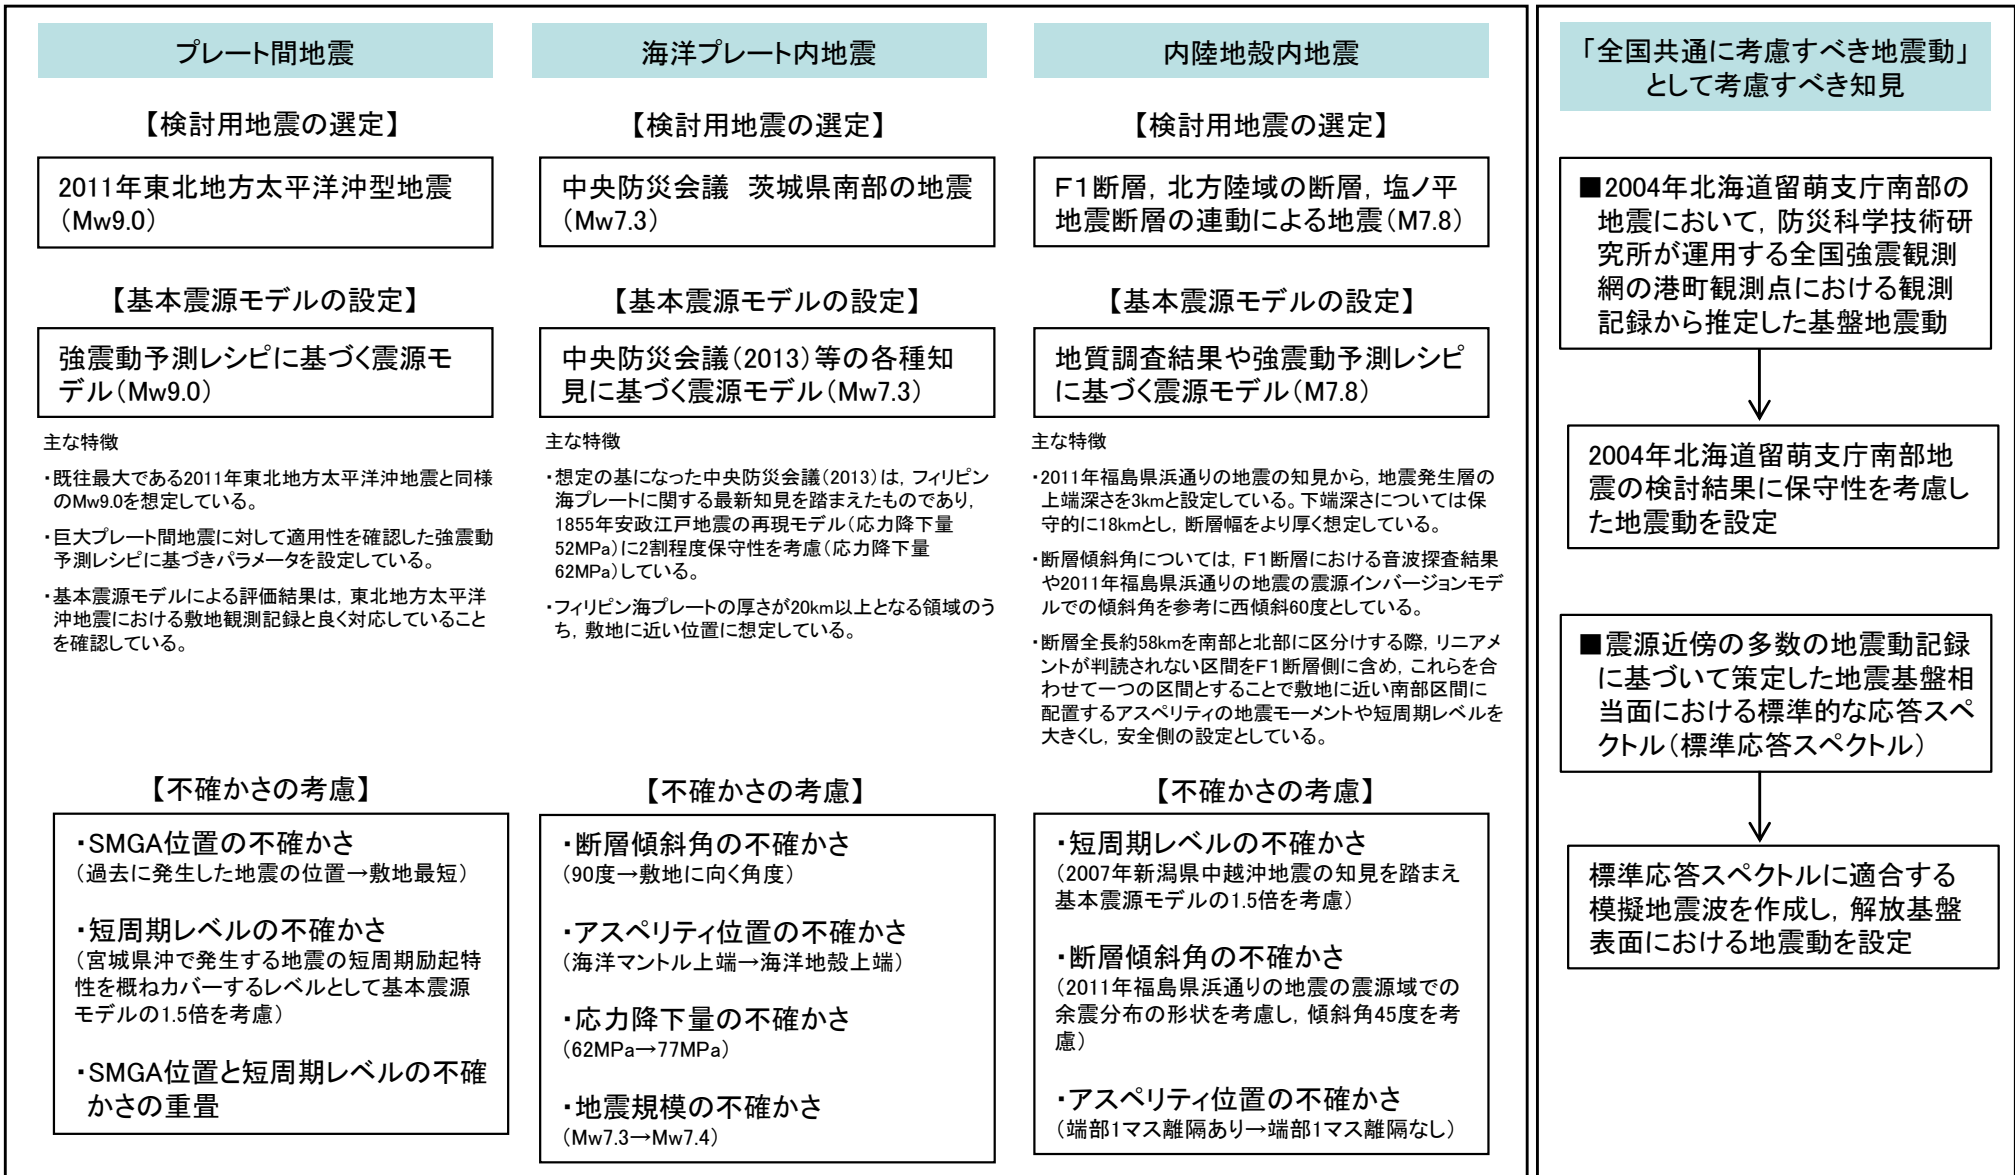 プレート間地震
【検討用地震の選定】
2011年東北地方太平洋沖型地震
（Mw9.0）
【基本震源モデルの設定】
強震動予測レシピに基づく震源モ
デル（Mw9.0）
主な特徴
・既往最大である2011年東北地方太平洋沖地震と同様
のMw9.0を想定している。
・巨大プレート間地震に対して適用性を確認した強震動
予測レシピに基づきパラメータを設定している。
・基本震源モデルによる評価結果は，東北地方太平洋
沖地震における敷地観測記録と良く対応していること
を確認している。
【不確かさの考慮】
・SMGA位置の不確かさ
（過去に発生した地震の位置→敷地最短）
・短周期レベルの不確かさ
（宮城県沖で発生する地震の短周期励起特
性を概ねカバーするレベルとして基本震源
モデルの1.5倍を考慮）
・SMGA位置と短周期レベルの不確
かさの重畳
海洋プレート内地震
【検討用地震の選定】
中央防災会議　茨城県南部の地震
（Mw7.3）
【基本震源モデルの設定】
中央防災会議（2013）等の各種知
見に基づく震源モデル（Mw7.3）
主な特徴
・想定の基になった中央防災会議（2013）は，フィリピン
海プレートに関する最新知見を踏まえたものであり，
1855年安政江戸地震の再現モデル（応力降下量
52MPa）に2割程度保守性を考慮（応力降下量
62MPa）している。
・フィリピン海プレートの厚さが20km以上となる領域のう
ち，敷地に近い位置に想定している。
【不確かさの考慮】
・断層傾斜角の不確かさ
（90度→敷地に向く角度）
・アスペリティ位置の不確かさ
（海洋マントル上端→海洋地殻上端）
・応力降下量の不確かさ
（62MPa→77MPa）
・地震規模の不確かさ
（Mw7.3→Mw7.4）
内陸地殻内地震
【検討用地震の選定】
F1断層，北方陸域の断層，塩ノ平
地震断層の連動による地震（M7.8）
【基本震源モデルの設定】
地質調査結果や強震動予測レシピ
に基づく震源モデル（M7.8）
主な特徴
・2011年福島県浜通りの地震の知見から，地震発生層の
上端深さを3kmと設定している。下端深さについては保
守的に18kmとし，断層幅をより厚く想定している。
・断層傾斜角については，F1断層における音波探査結果
や2011年福島県浜通りの地震の震源インバージョンモデ
ルでの傾斜角を参考に西傾斜60度としている。
・断層全長約58kmを南部と北部に区分けする際，リニアメ
ントが判読されない区間をF1断層側に含め，これらを合
わせて一つの区間とすることで敷地に近い南部区間に
配置するアスペリティの地震モーメントや短周期レベルを
大きくし，安全側の設定としている。
【不確かさの考慮】
・短周期レベルの不確かさ
（2007年新潟県中越沖地震の知見を踏まえ
基本震源モデルの1.5倍を考慮）
・断層傾斜角の不確かさ
（2011年福島県浜通りの地震の震源域での
余震分布の形状を考慮し，傾斜角45度を考
慮）
・アスペリティ位置の不確かさ
（端部1マス離隔あり→端部1マス離隔なし）
「全国共通に考慮すべき地震動」
として考慮すべき知見
■2004年北海道留萌支庁南部の
地震において，防災科学技術研
究所が運用する全国強震観測
網の港町観測点における観測
記録から推定した基盤地震動
2004年北海道留萌支庁南部地
震の検討結果に保守性を考慮し
た地震動を設定
■震源近傍の多数の地震動記録
に基づいて策定した地震基盤相
当面における標準的な応答スペ
クトル（標準応答スペクトル）
標準応答スペクトルに適合する
模擬地震波を作成し，解放基盤
表面における地震動を設定